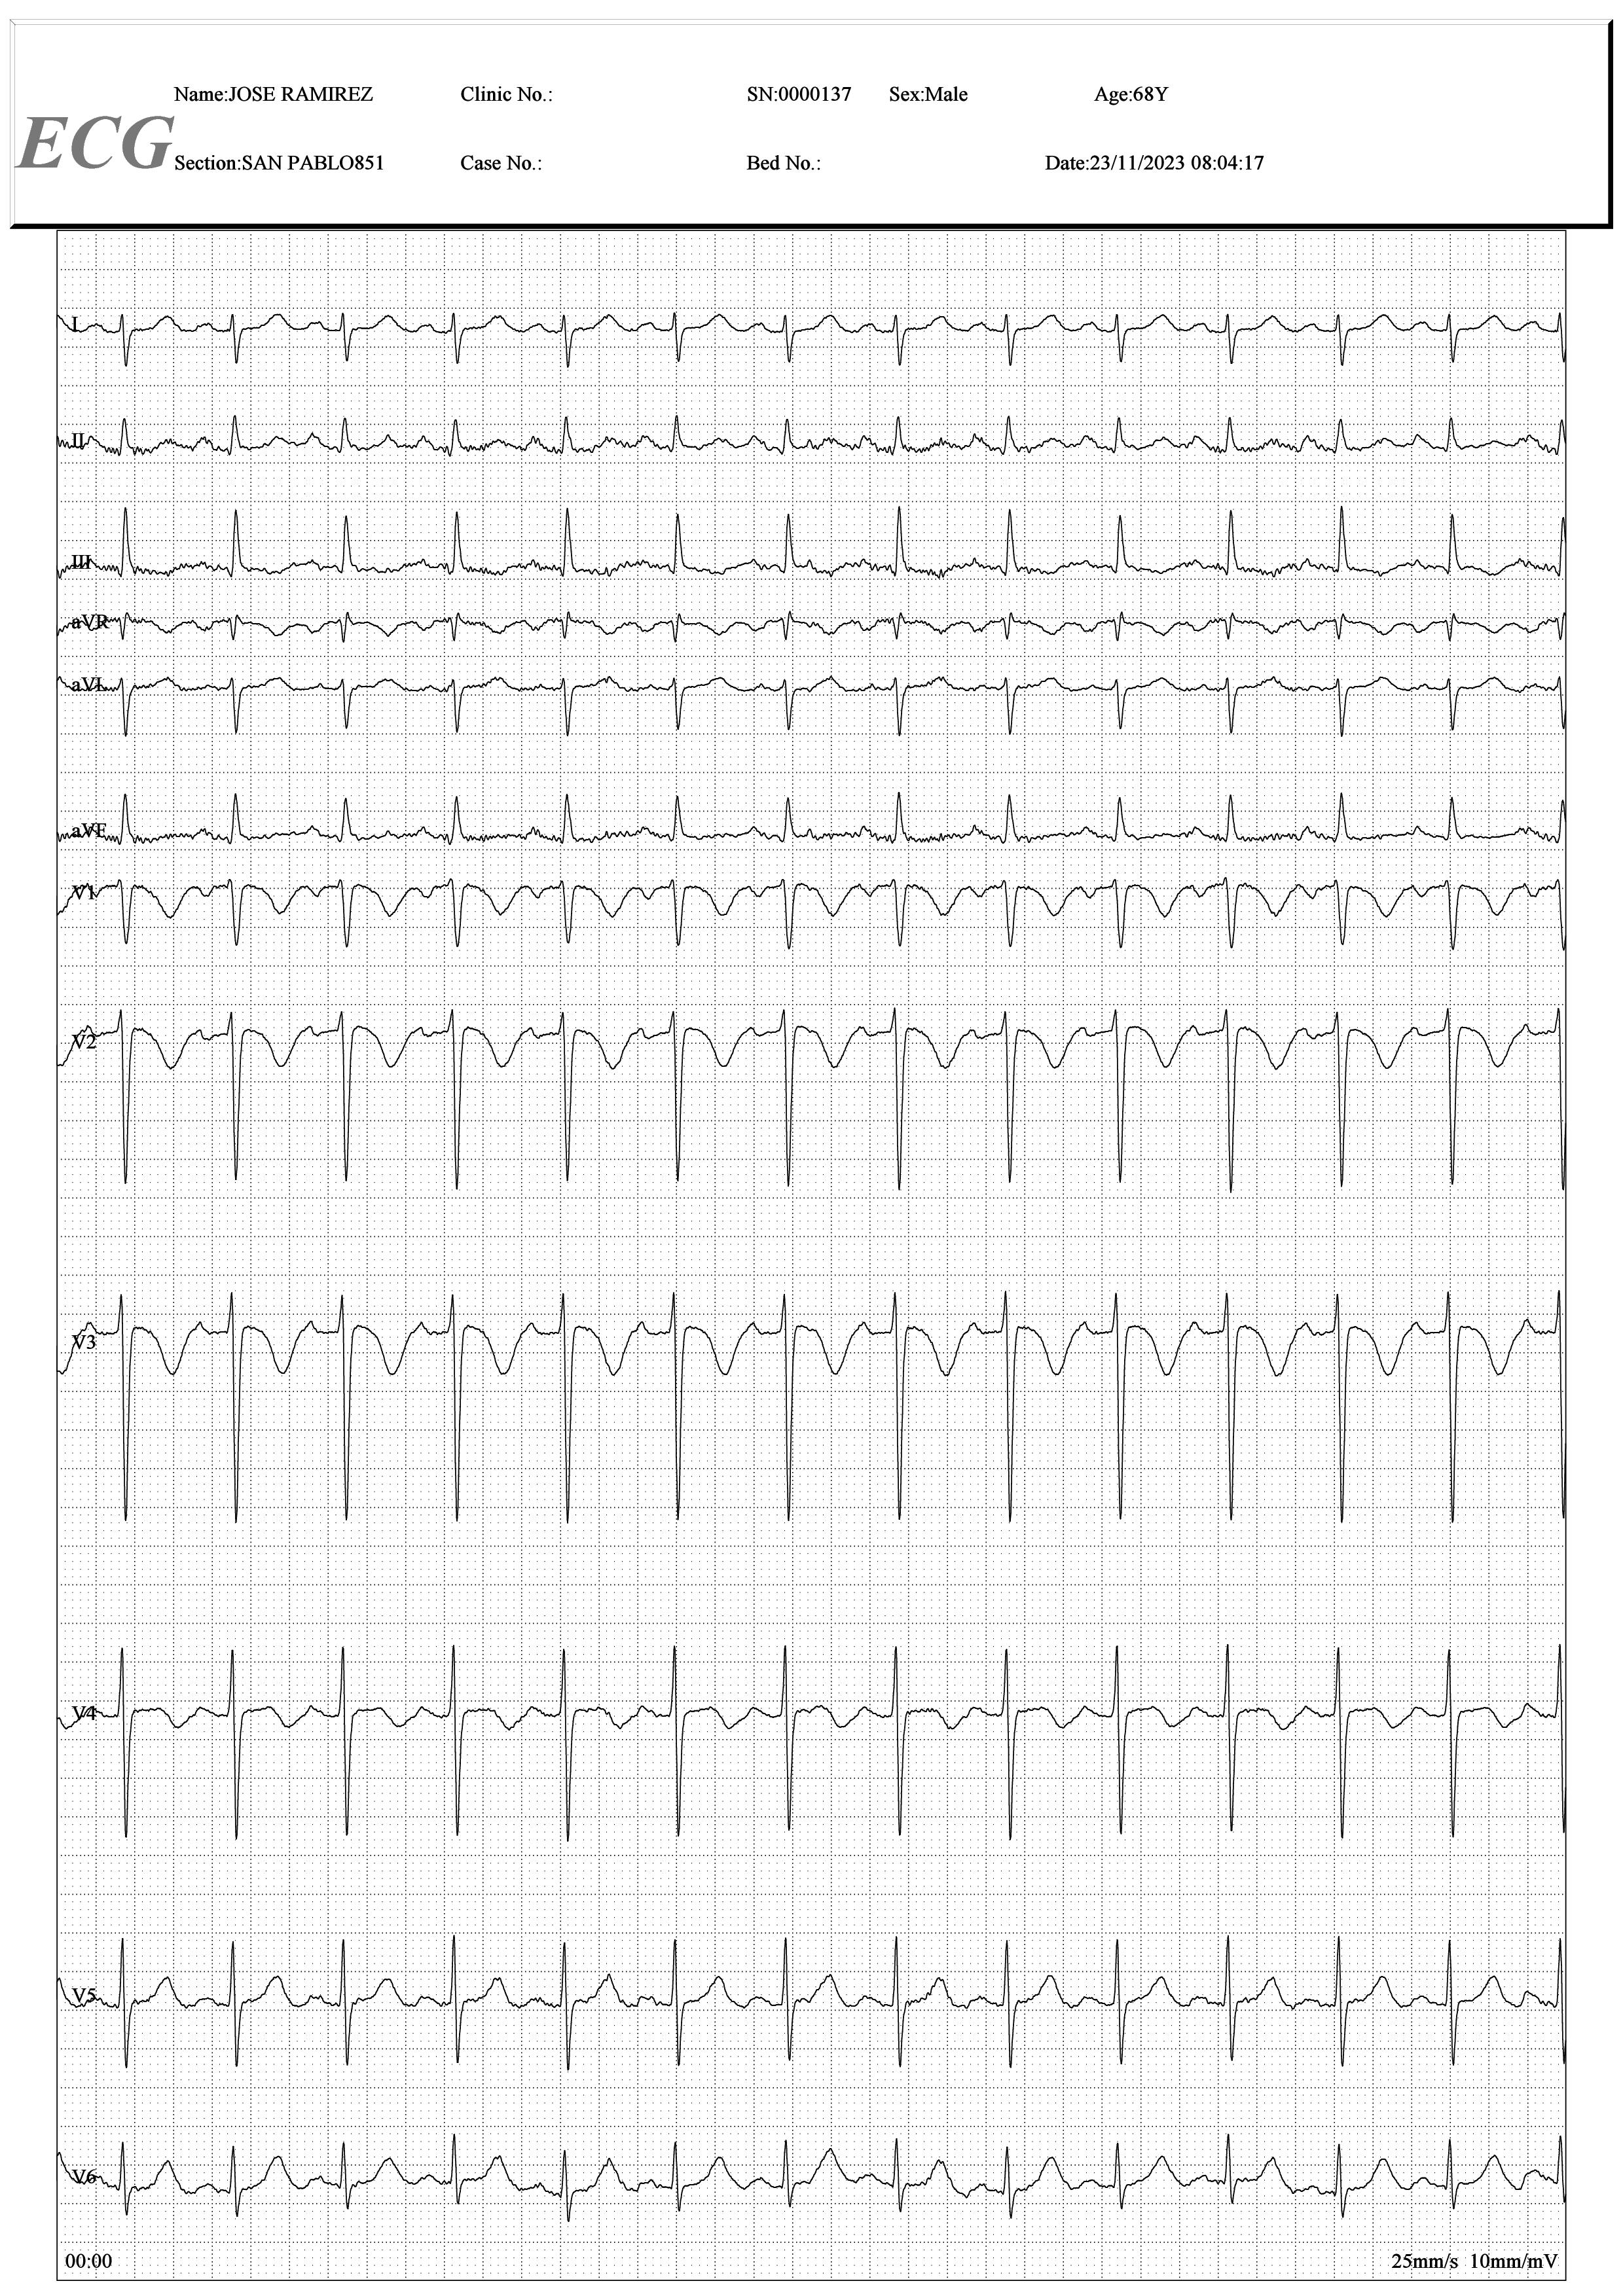 Name:JOSE RAMIREZ Clinic No.: SN:0000137 Sex:Male Age:68Y
ECG
Section:SAN PABLO851 Case No.: Bed No.: Date:23/11/2023 08:04:17
I
II
III
aVR
aVL
aVF
V1
V2
V3
V4
V5
V6
00:00 25mm/s 10mm/mV